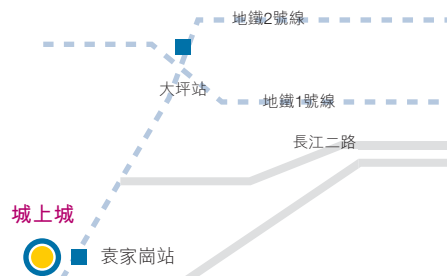 地鐵2號線
大坪站
地鐵1號線
長江二路
城上城
袁家崗站